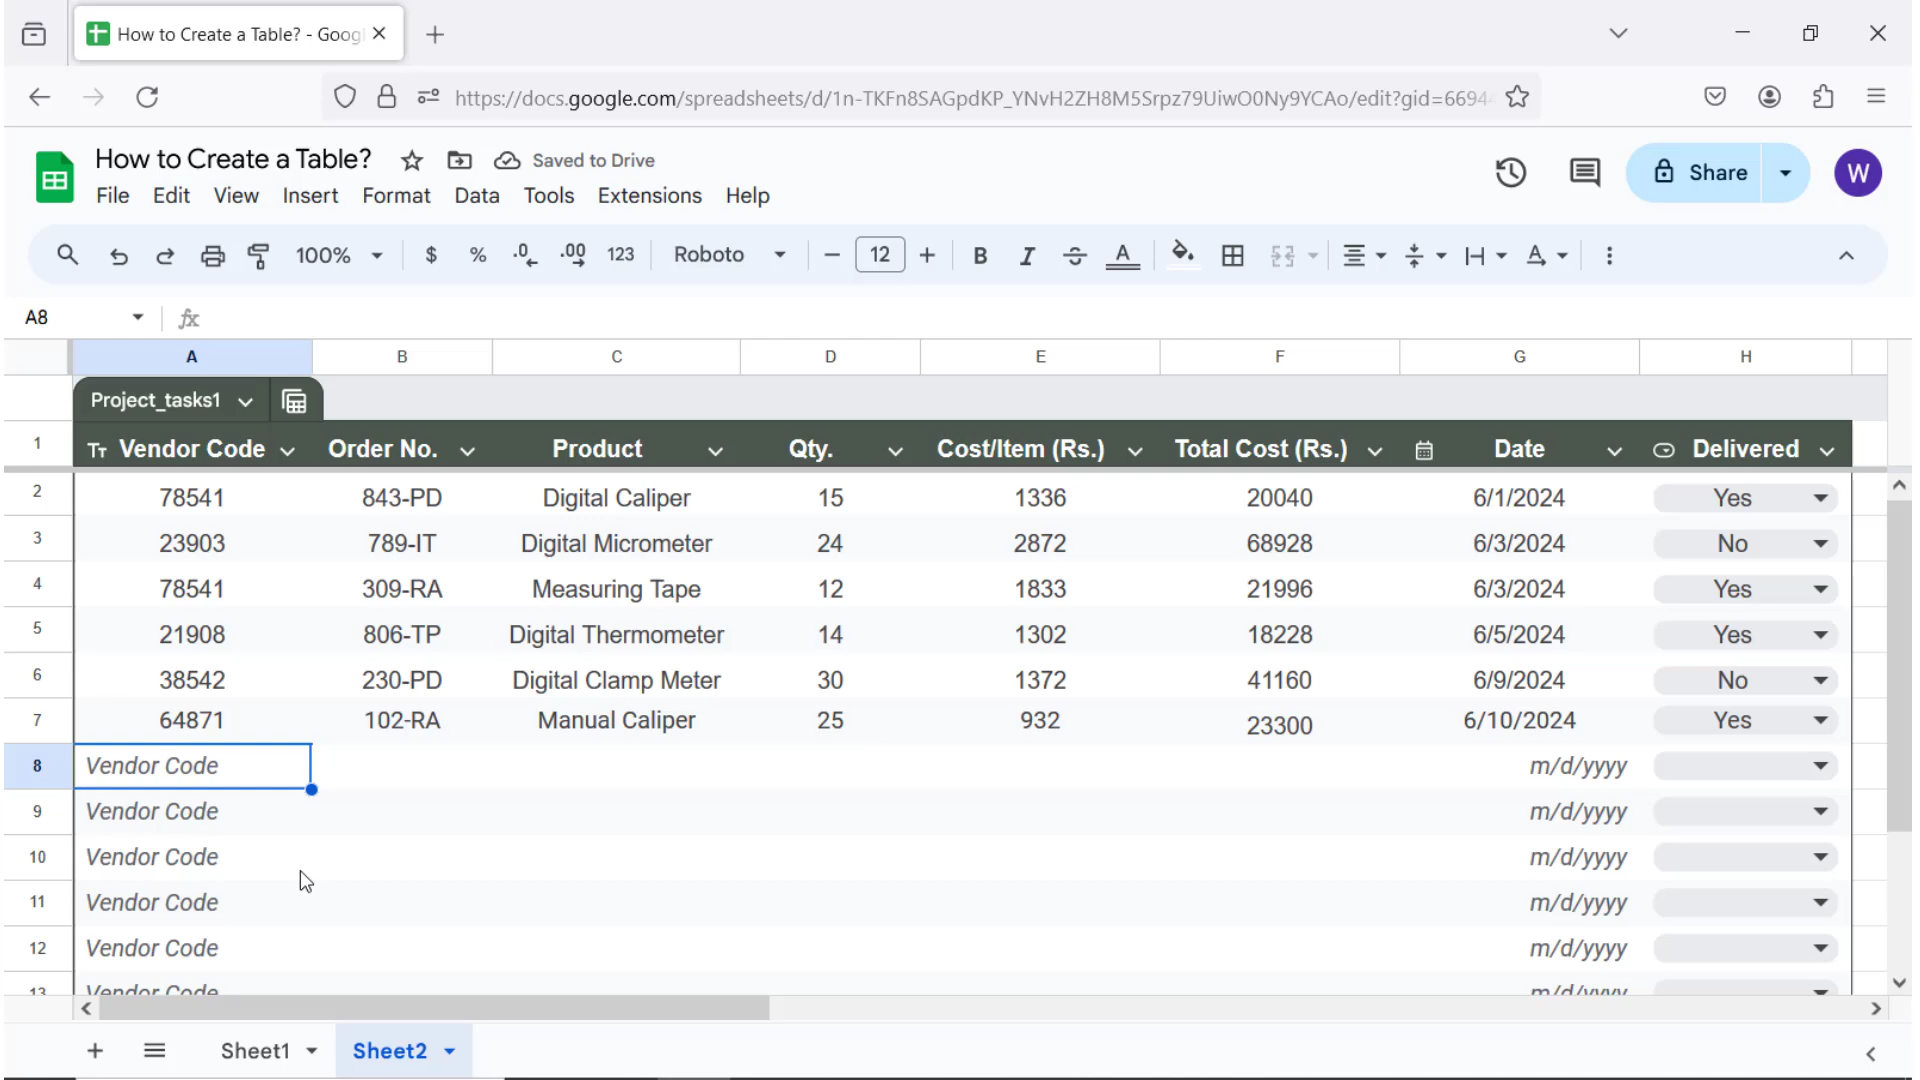 How to Create a Table? - Goog
https://docs.google.com/spreadsheets/d/1n-TKFn8SAGpdKP_YNvH2ZH8M5Srpz79UiwO0Ny9YCAo/edit?gid=6694
How to Create a Table? Saved to Drive
File Edit View Insert Format Data Tools Extensions Help
Share W
100% $ % .0 .00 123 Roboto 12 B I S A
A8 fx
A B C D E F G H
Project_tasks1
1 Tт Vendor Code Order No. Product Qty. Cost/Item (Rs.) Total Cost (Rs.) Date Delivered
2 78541 843-PD Digital Caliper 15 1336 20040 6/1/2024 Yes
3 23903 789-IT Digital Micrometer 24 2872 68928 6/3/2024 No
4 78541 309-RA Measuring Tape 12 1833 21996 6/3/2024 Yes
5 21908 806-TP Digital Thermometer 14 1302 18228 6/5/2024 Yes
6 38542 230-PD Digital Clamp Meter 30 1372 41160 6/9/2024 No
7 64871 102-RA Manual Caliper 25 932 23300 6/10/2024 Yes
8 Vendor Code m/d/yyyy
9 Vendor Code m/d/yyyy
10 Vendor Code m/d/yyyy
11 Vendor Code m/d/yyyy
12 Vendor Code m/d/yyyy
13 Vendor Code m/d/yyyy
Sheet1 Sheet2